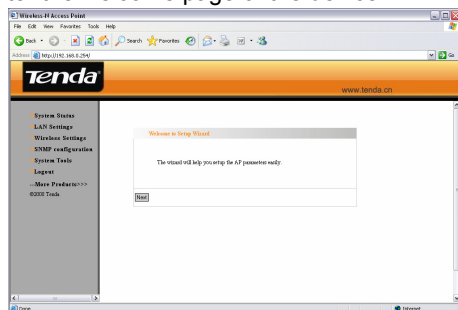 Wireless-N Access Point
File Edit View Favorites Tools Help
Back Search Favorites
Address http://192.168.0.254/ Go
Tenda
www.tenda.cn
System Status
LAN Settings
Wireless Settings
SNMP configuration
System Tools
Logout
--More Products>>>
©2008 Tenda
Welcome to Setup Wizard
The wizard will help you setup the AP parameters easily.
Next
Done Internet